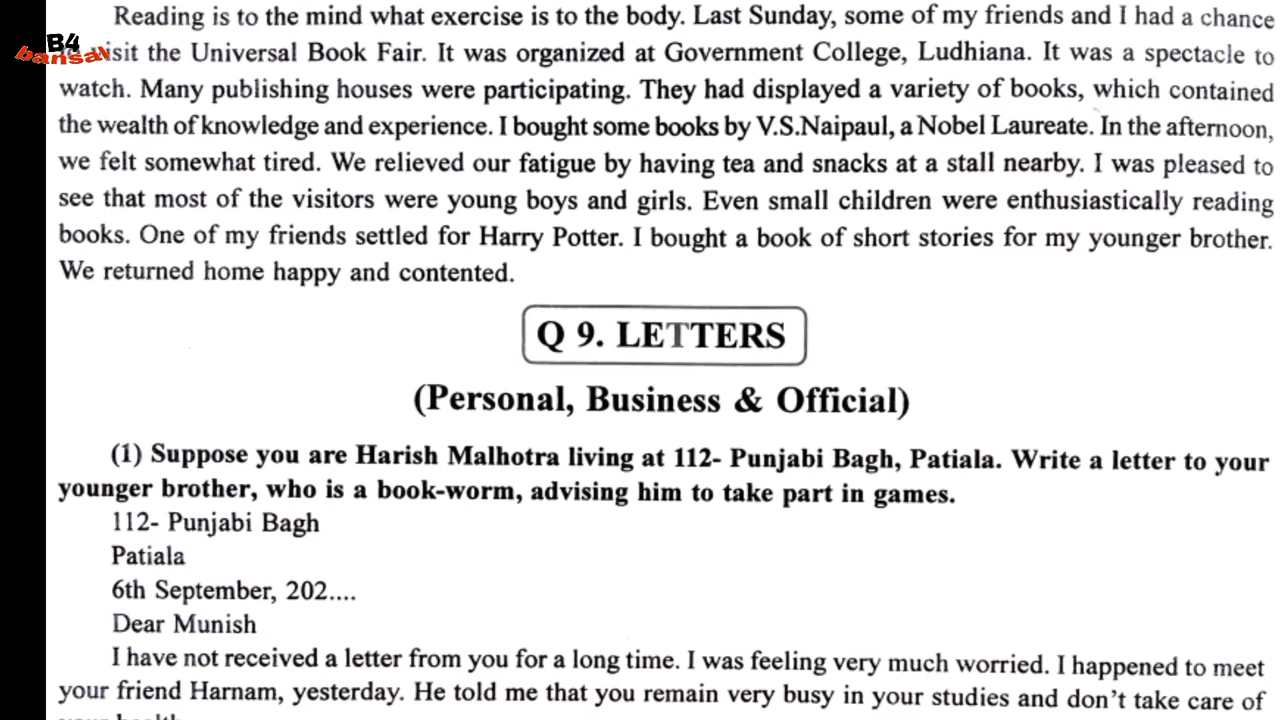 Reading is to the mind what exercise is to the body. Last Sunday, some of my friends and I had a chance
B4
bansal
visit the Universal Book Fair. It was organized at Government College, Ludhiana. It was a spectacle to
watch. Many publishing houses were participating. They had displayed a variety of books, which contained
the wealth of knowledge and experience. I bought some books by V.S.Naipaul, a Nobel Laureate. In the afternoon,
we felt somewhat tired. We relieved our fatigue by having tea and snacks at a stall nearby. I was pleased to
see that most of the visitors were young boys and girls. Even small children were enthusiastically reading
books. One of my friends settled for Harry Potter. I bought a book of short stories for my younger brother.
We returned home happy and contented.
Q 9. LETTERS
(Personal, Business & Official)
(1) Suppose you are Harish Malhotra living at 112- Punjabi Bagh, Patiala. Write a letter to your
younger brother, who is a book-worm, advising him to take part in games.
112- Punjabi Bagh
Patiala
6th September, 202....
Dear Munish
I have not received a letter from you for a long time. I was feeling very much worried. I happened to meet
your friend Harnam, yesterday. He told me that you remain very busy in your studies and don't take care of